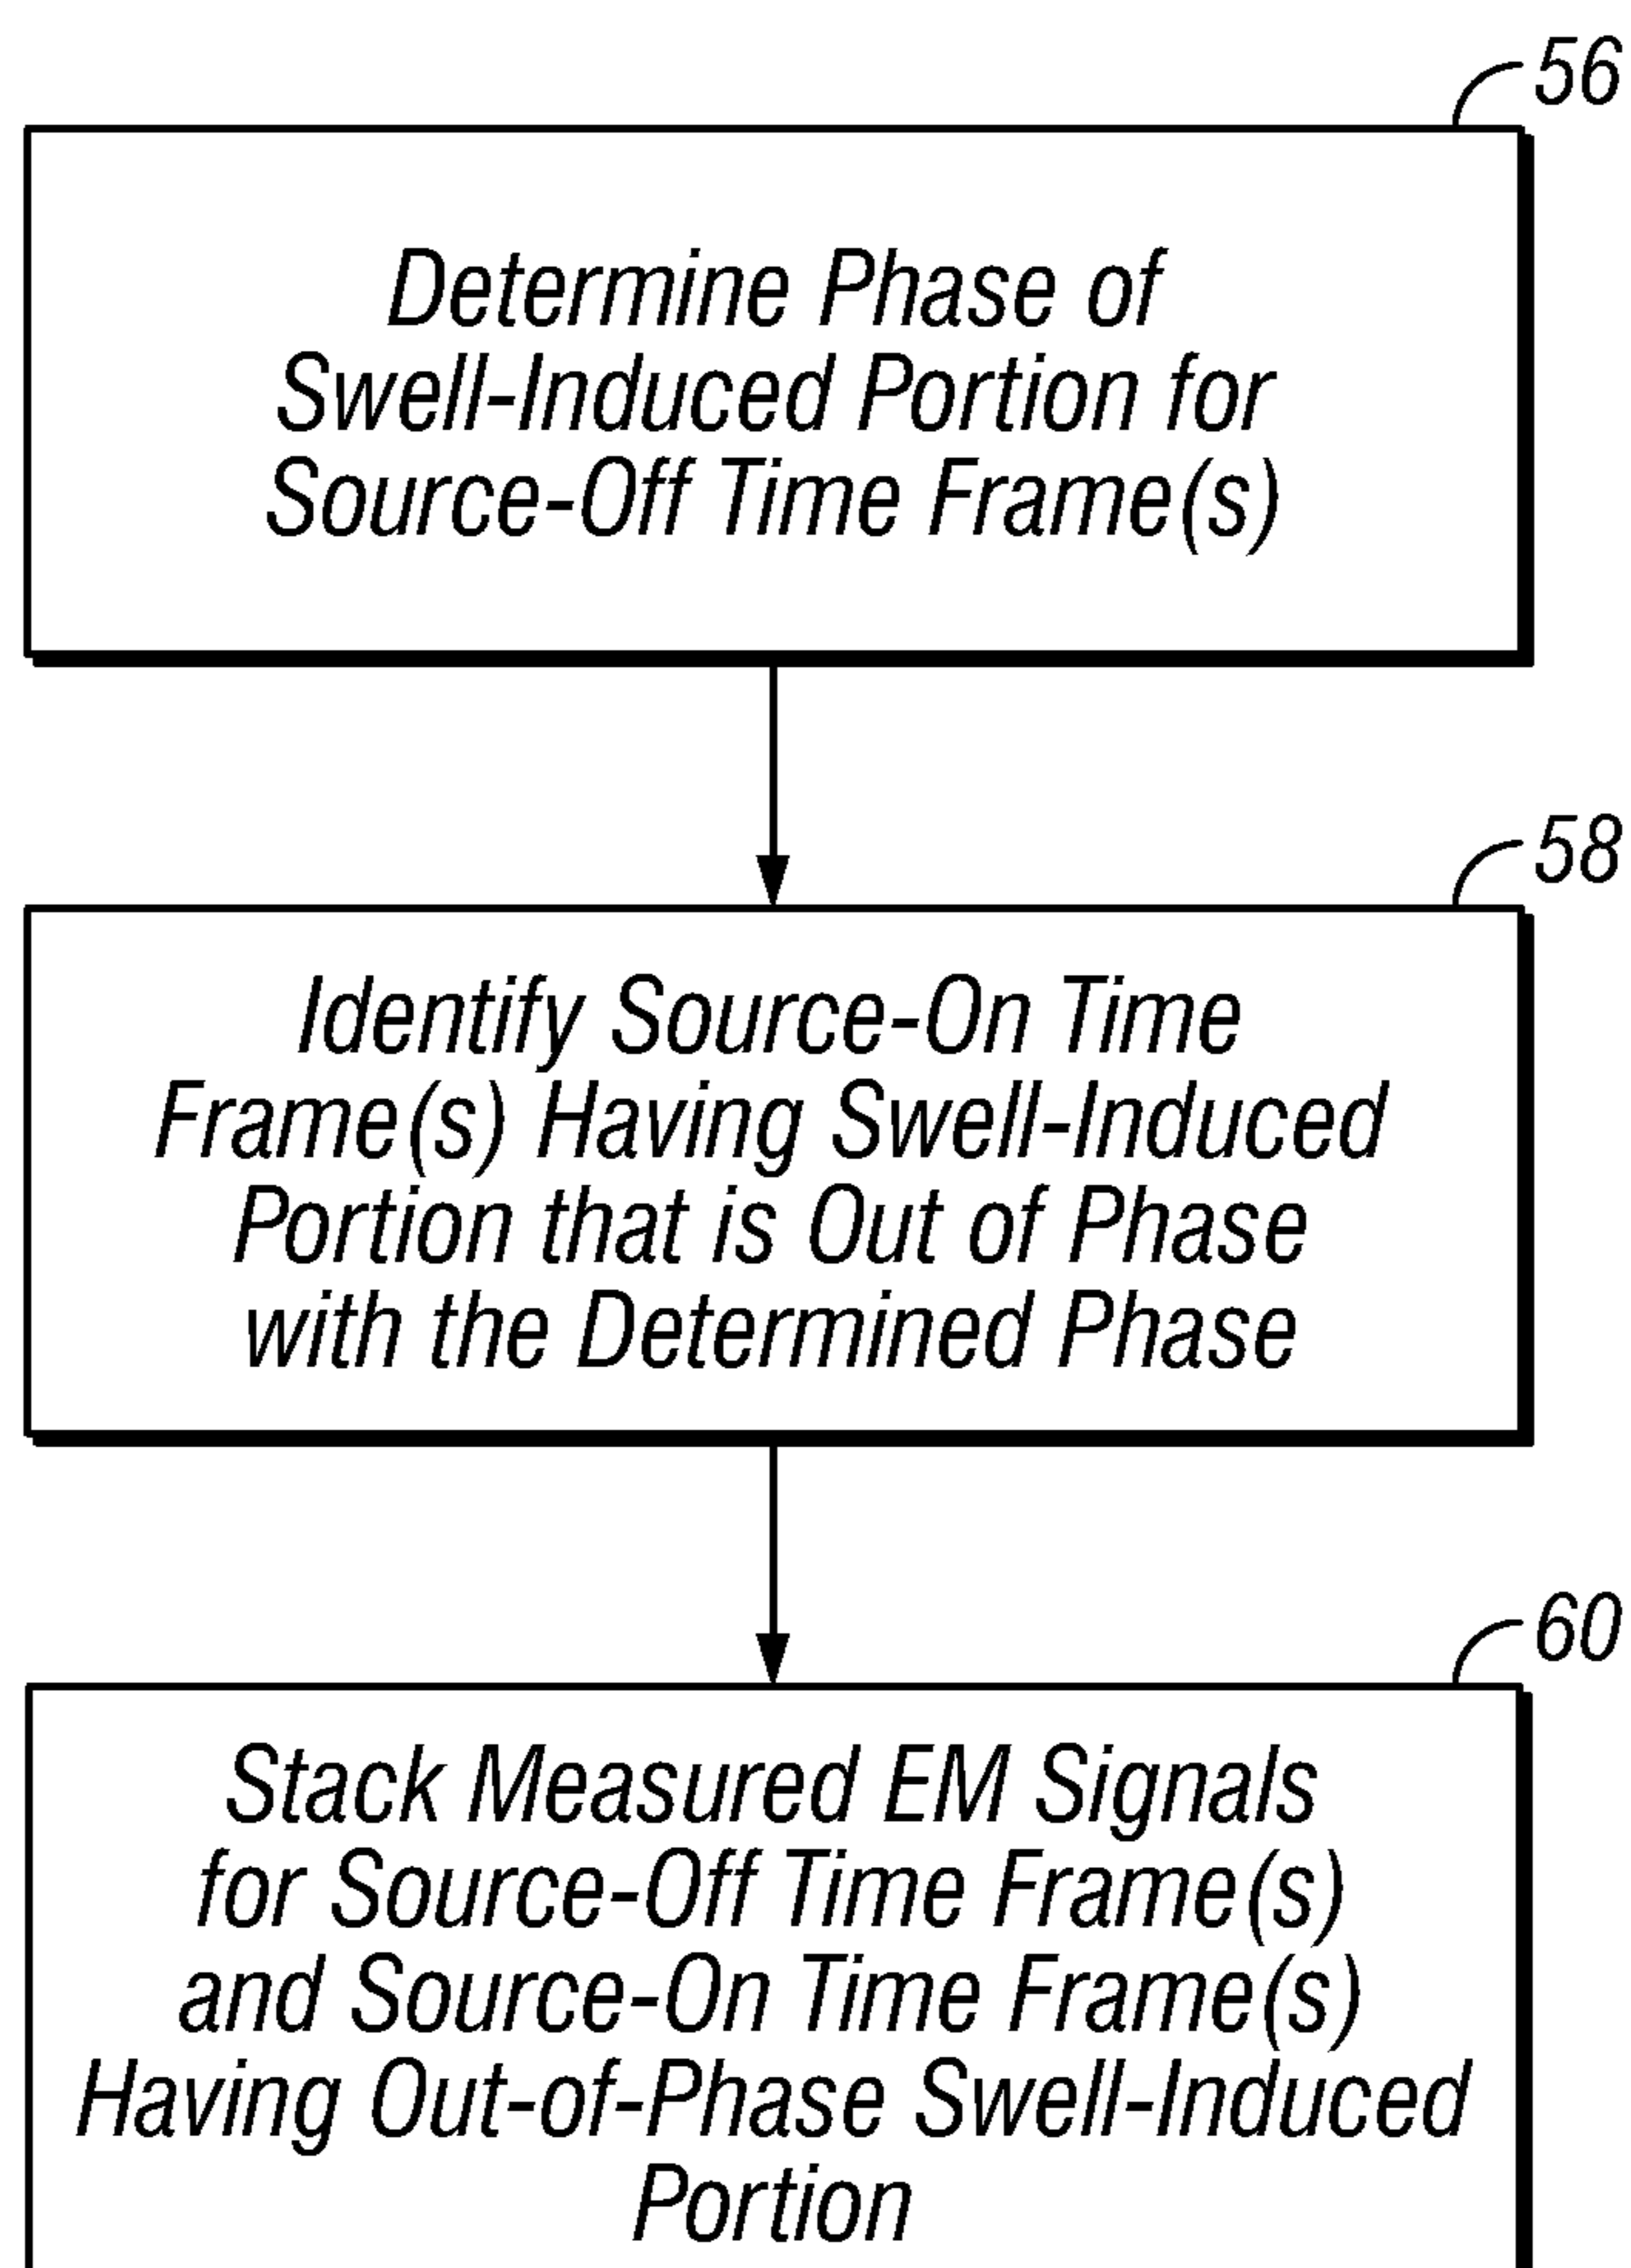 56
Determine Phase of
Swell-Induced Portion for
Source-Off Time Frame(s)
58
Identify Source-On Time
Frame(s) Having Swell-Induced
Portion that is Out of Phase
with the Determined Phase
60
Stack Measured EM Signals
for Source-Off Time Frame(s)
and Source-On Time Frame(s)
Having Out-of-Phase Swell-Induced
Portion